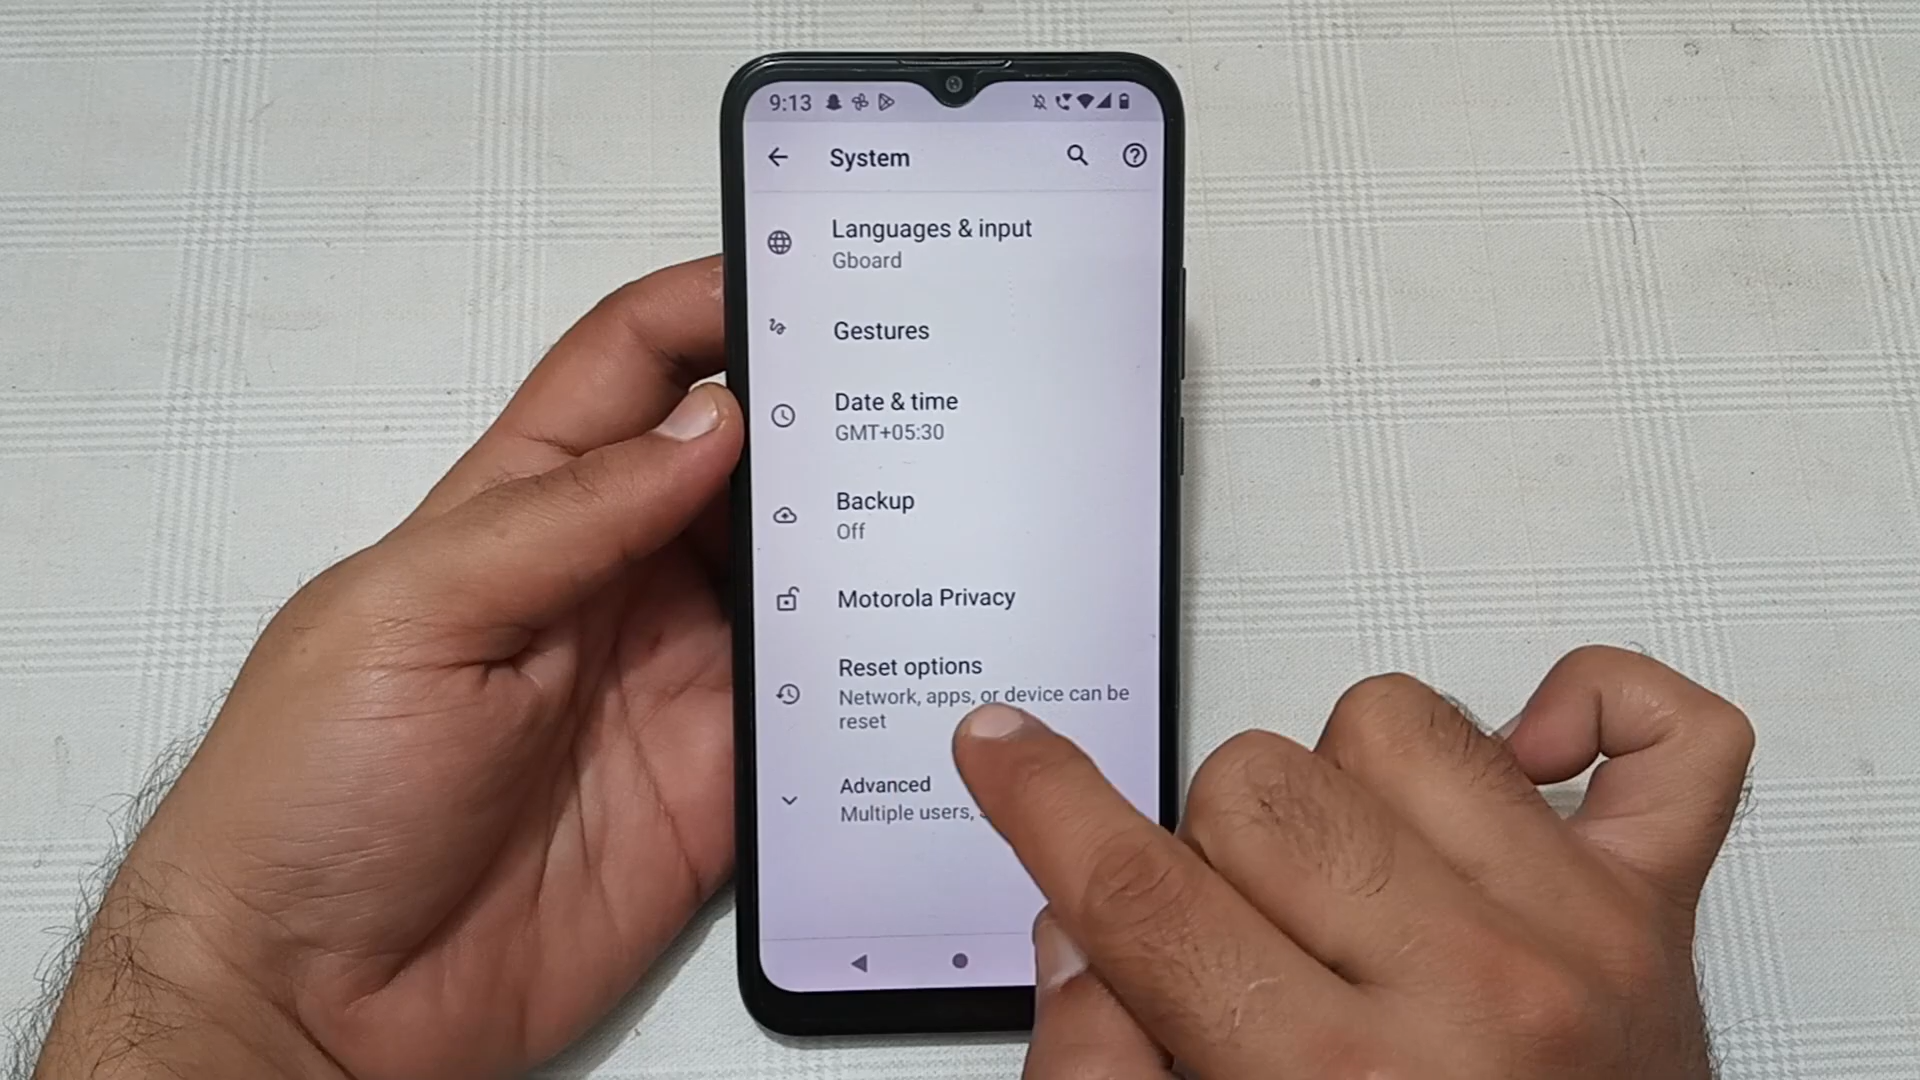 9:13
System
Languages & input
Gboard
Gestures
Date & time
GMT+05:30
Backup
Off
Motorola Privacy
Reset options
Network, apps, or device can be
reset
Advanced
Multiple users,